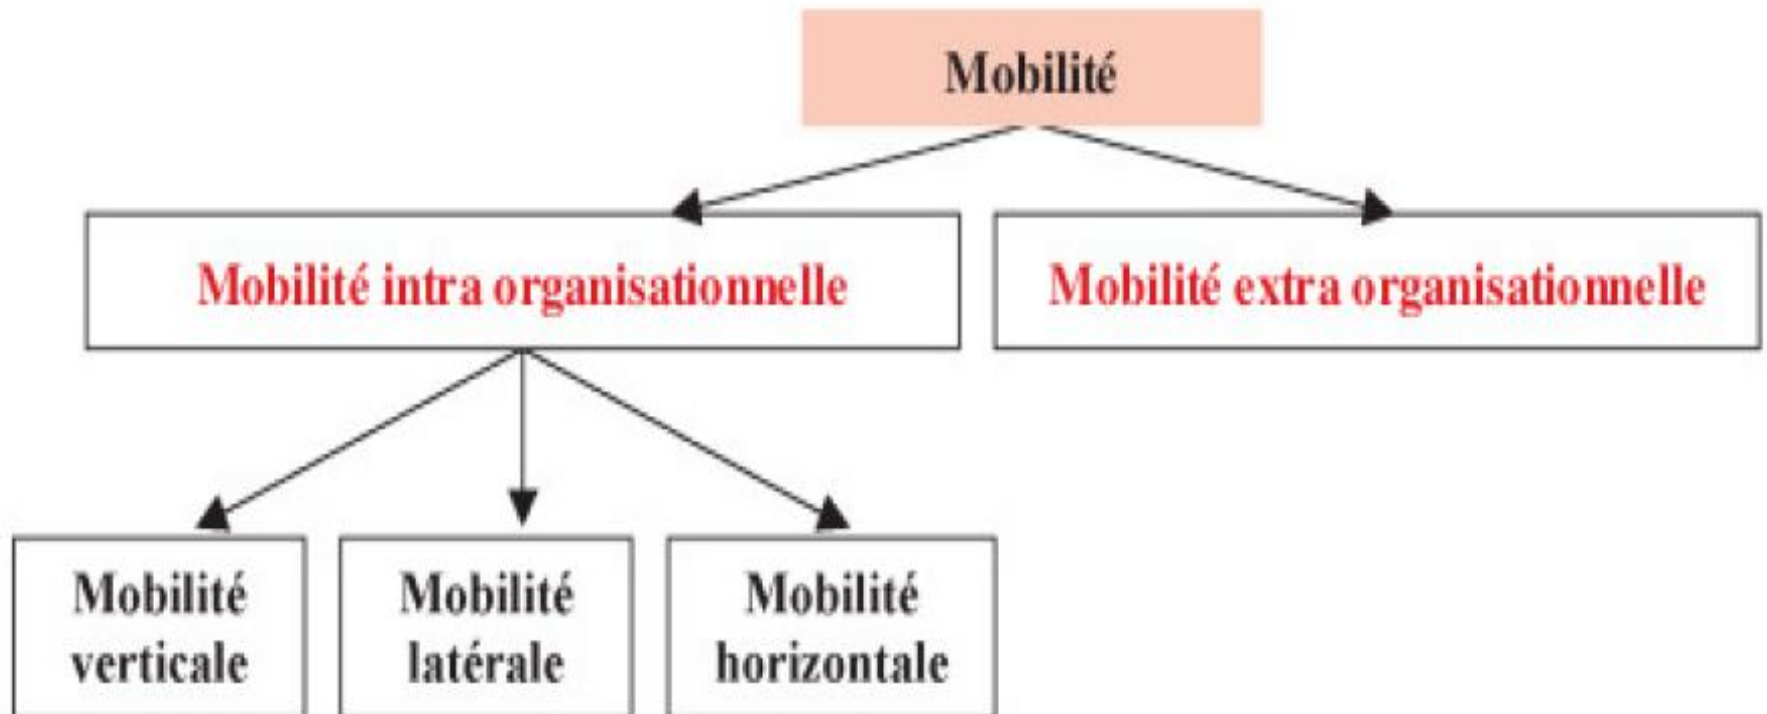 Mobilité
Mobilité intra organisationnelle
Mobilité extra organisationnelle
Mobilité
verticale
Mobilité
latérale
Mobilité
horizontale